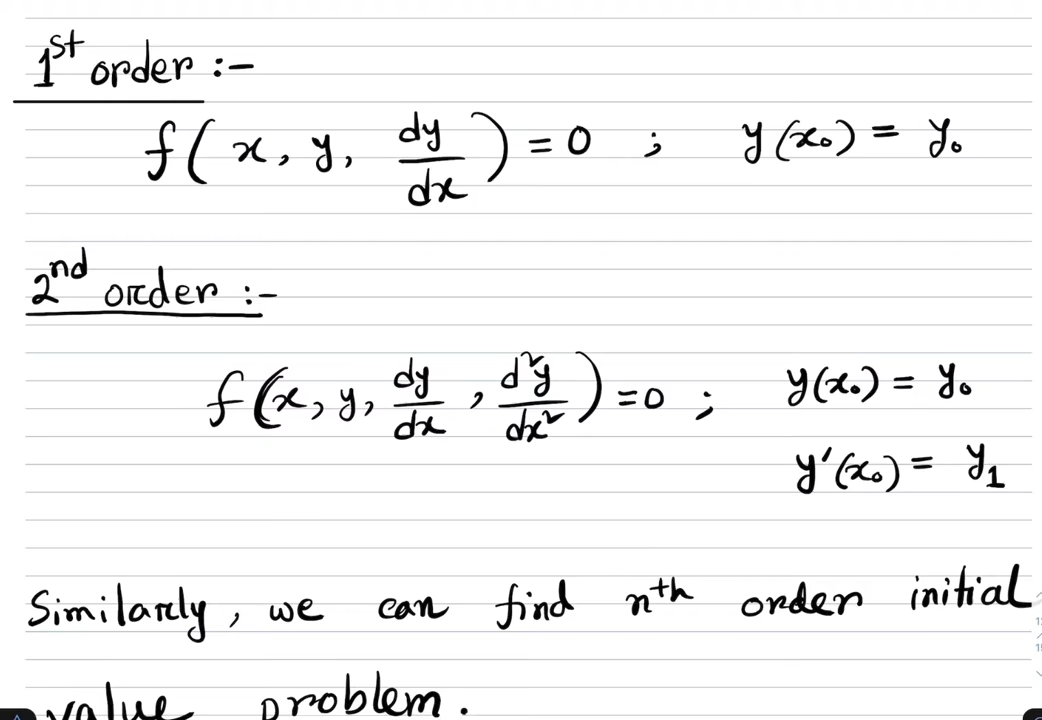 1st order :-
f(x, y, dy/dx) = 0 ; y(x₀) = y₀
2nd order :-
f(x, y, dy/dx, d²y/dx²) = 0 ; y(x₀) = y₀
y'(x₀) = y₁
Similarly, we can find nth order initial
value problem.